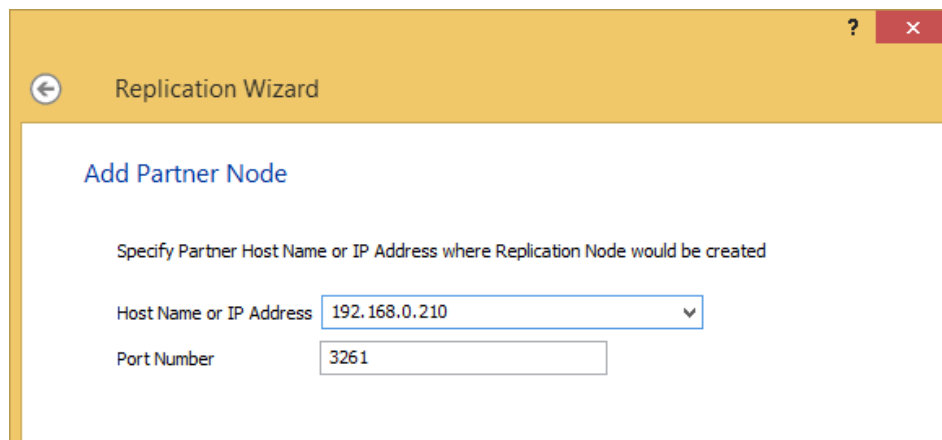 ?
Replication Wizard
Add Partner Node
Specify Partner Host Name or IP Address where Replication Node would be created
Host Name or IP Address 192.168.0.210
Port Number 3261